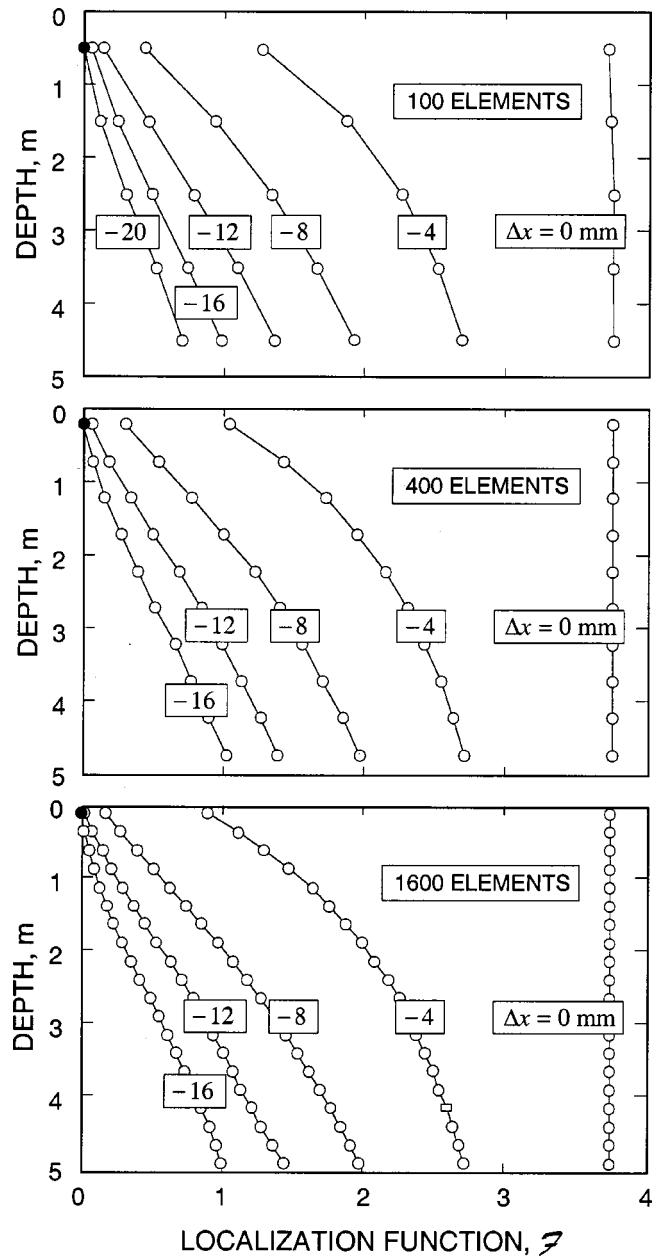 0
1
2
3
4
5
DEPTH, m
100 ELEMENTS
−20
−12
−8
−4
Δx = 0 mm
−16
0
1
2
3
4
5
DEPTH, m
400 ELEMENTS
−12
−8
−4
Δx = 0 mm
−16
0
1
2
3
4
5
DEPTH, m
1600 ELEMENTS
−12
−8
−4
Δx = 0 mm
−16
0 1 2 3 4
LOCALIZATION FUNCTION, ℱ